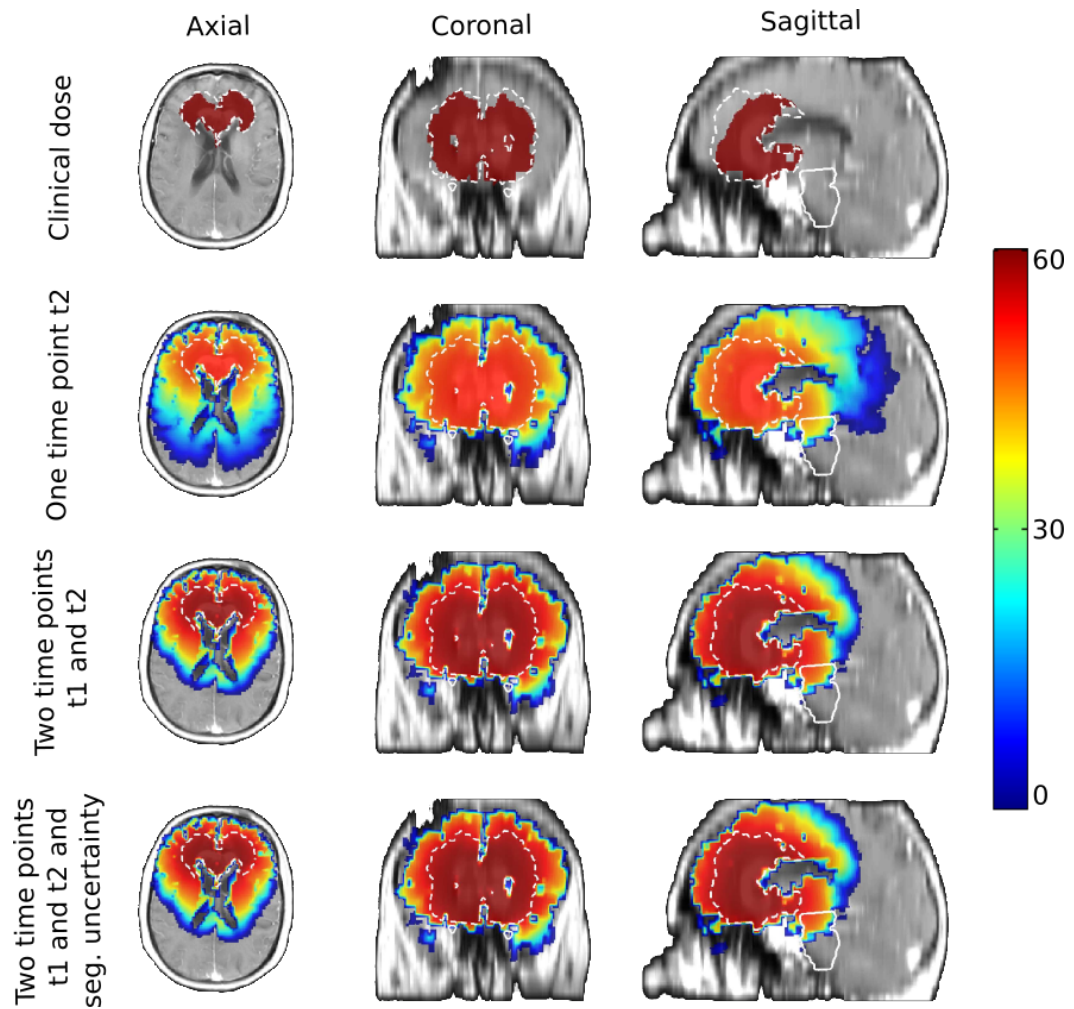 Axial
Coronal
Sagittal
Clinical dose
One time point t2
Two time points
t1 and t2
Two time points
t1 and t2 and
seg. uncertainty
60
30
0